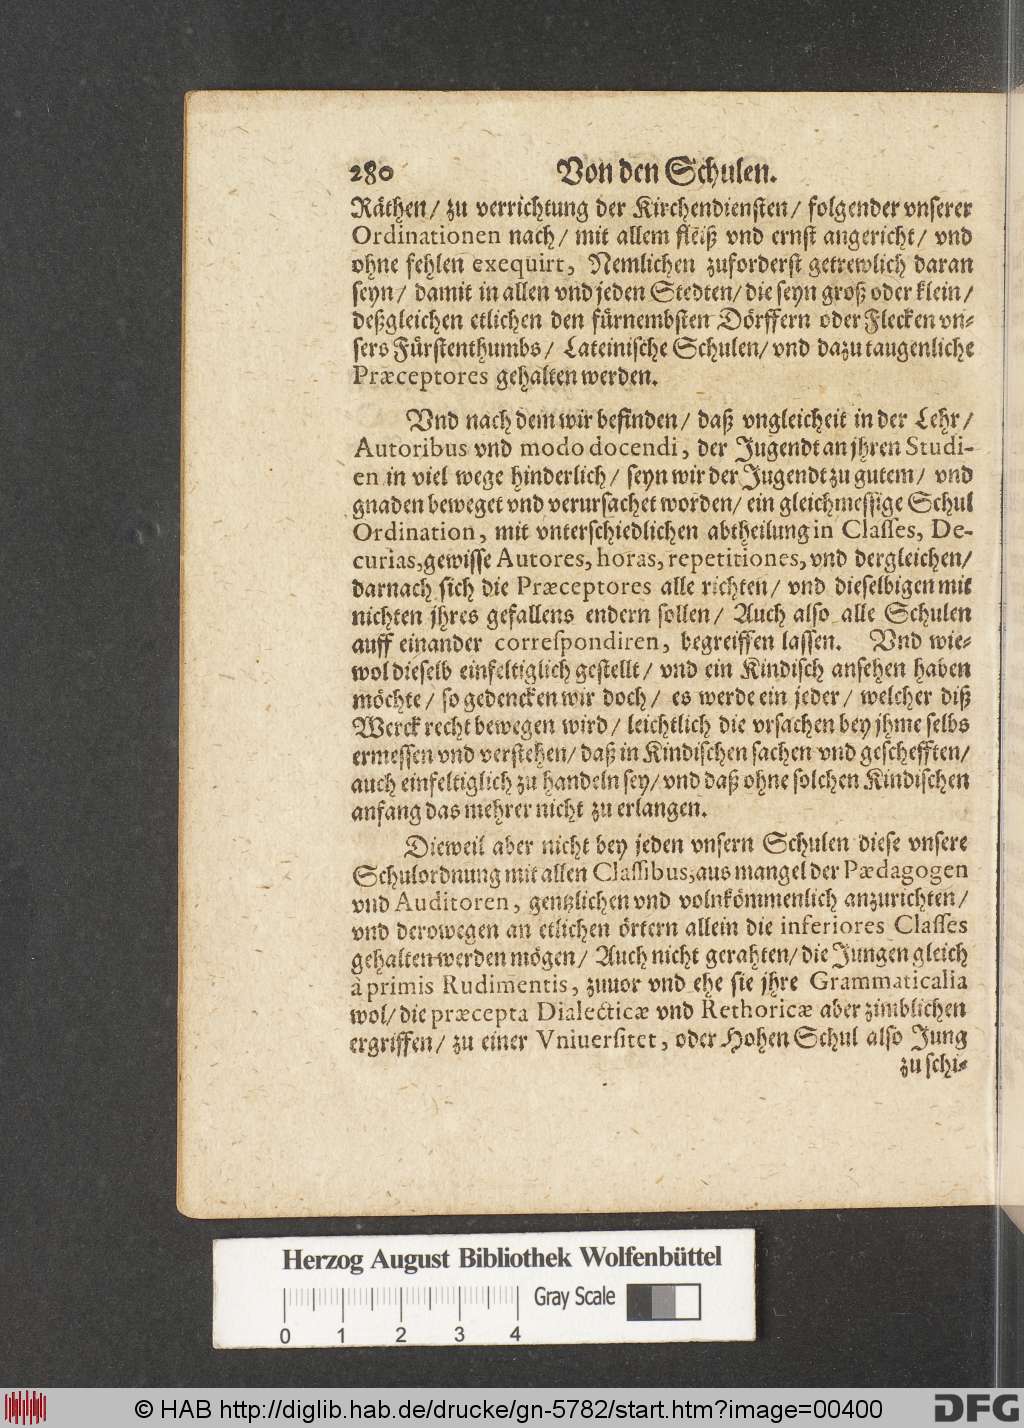 280 Von den Schulen.
Räthen/ zu verrichtung der Kirchendiensten/ folgender vnserer
Ordinationen nach/ mit allem fleiß vnd ernst angericht/ vnd
ohne fehlen exequirt, Nemlichen zuforderst getrewlich daran
seyn/ damit in allen vnd jeden Stedten/ die seyn groß oder klein/
deßgleichen etlichen den fürnembsten Dörffern oder Flecken vn-
sers Fürstenthumbs/ Lateinische Schulen/ vnd dazu taugenliche
Præceptores gehalten werden.
Vnd nach dem wir befinden/ daß vngleicheit in der Lehr/
Autoribus vnd modo docendi, der Jugendt an jhren Studi-
en in viel wege hinderlich/ seyn wir der Jugendt zu gutem/ vnd
gnaden beweget vnd verursachet worden/ ein gleichmessige Schul
Ordination, mit vnterschiedlichen abtheilung in Classes, De-
curias, gewisse Autores, horas, repetitiones, vnd dergleichen/
darnach sich die Præceptores alle richten/ vnd dieselbigen mit
nichten jhres gefallens endern sollen/ Auch also alle Schulen
auff einander correspondiren, begreiffen lassen. Vnd wie-
wol dieselb einfeltiglich gestellt/ vnd ein Kindisch ansehen haben
möchte/ so gedencken wir doch/ es werde ein jeder/ welcher diß
Werck recht bewegen wird/ leichtlich die vrsachen bey jhme selbs
ermessen vnd verstehen/ daß in Kindischen sachen vnd geschefften/
auch einfeltiglich zu handeln sey/ vnd daß ohne solchen Kindischen
anfang das mehrer nicht zu erlangen.
Dieweil aber nicht bey jeden vnsern Schulen diese vnsere
Schulordnung mit allen Classibus, aus mangel der Pædagogen
vnd Auditoren, gentzlichen vnd volnkömmenlich anzurichten/
vnd derowegen an etlichen örtern allein die inferiores Classes
gehalten werden mögen/ Auch nicht gerahten/ die Jungen gleich
à primis Rudimentis, zuuor vnd ehe sie jhre Grammaticalia
wol/ die præcepta Dialecticæ vnd Rethoricæ aber zimblichen
ergriffen/ zu einer Vniuersitet, oder Hohen Schul also Jung
zu schi-
Herzog August Bibliothek Wolfenbüttel
Gray Scale
0 1 2 3 4
© HAB http://diglib.hab.de/drucke/gn-5782/start.htm?image=00400
DFG